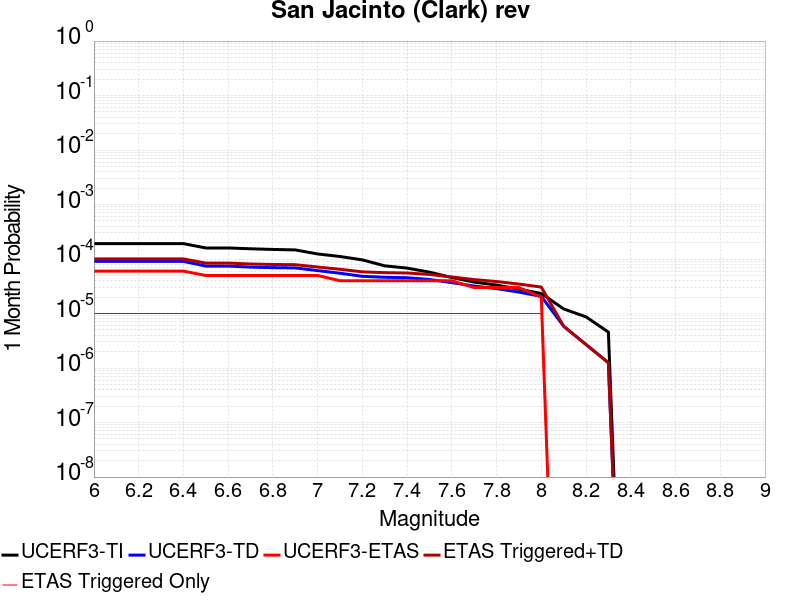 San Jacinto (Clark) rev
10^0
10^-1
10^-2
10^-3
10^-4
10^-5
10^-6
10^-7
10^-8
1 Month Probability
6 6.2 6.4 6.6 6.8 7 7.2 7.4 7.6 7.8 8 8.2 8.4 8.6 8.8 9
Magnitude
UCERF3-TI UCERF3-TD UCERF3-ETAS ETAS Triggered+TD
ETAS Triggered Only